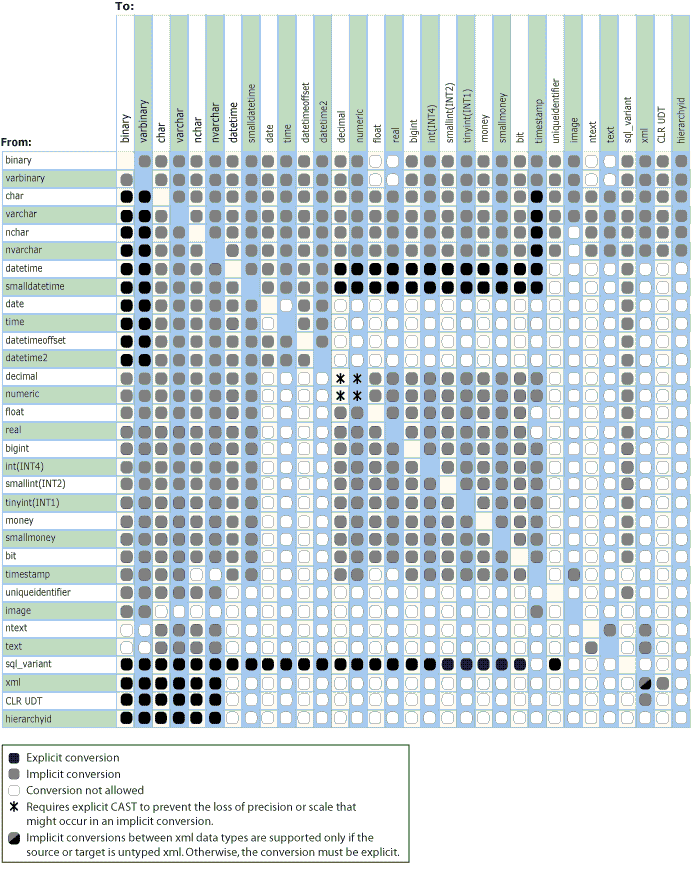 To:
binary
varbinary
char
varchar
nchar
nvarchar
datetime
smalldatetime
date
time
datetimeoffset
datetime2
decimal
numeric
float
real
bigint
int(INT4)
smallint(INT2)
tinyint(INT1)
money
smallmoney
bit
timestamp
uniqueidentifier
image
ntext
text
sql_variant
xml
CLR UDT
hierarchyid
From:
binary
varbinary
char
varchar
nchar
nvarchar
datetime
smalldatetime
date
time
datetimeoffset
datetime2
decimal
numeric
float
real
bigint
int(INT4)
smallint(INT2)
tinyint(INT1)
money
smallmoney
bit
timestamp
uniqueidentifier
image
ntext
text
sql_variant
xml
CLR UDT
hierarchyid
Explicit conversion
Implicit conversion
Conversion not allowed
Requires explicit CAST to prevent the loss of precision or scale that
might occur in an implicit conversion.
Implicit conversions between xml data types are supported only if the
source or target is untyped xml. Otherwise, the conversion must be explicit.